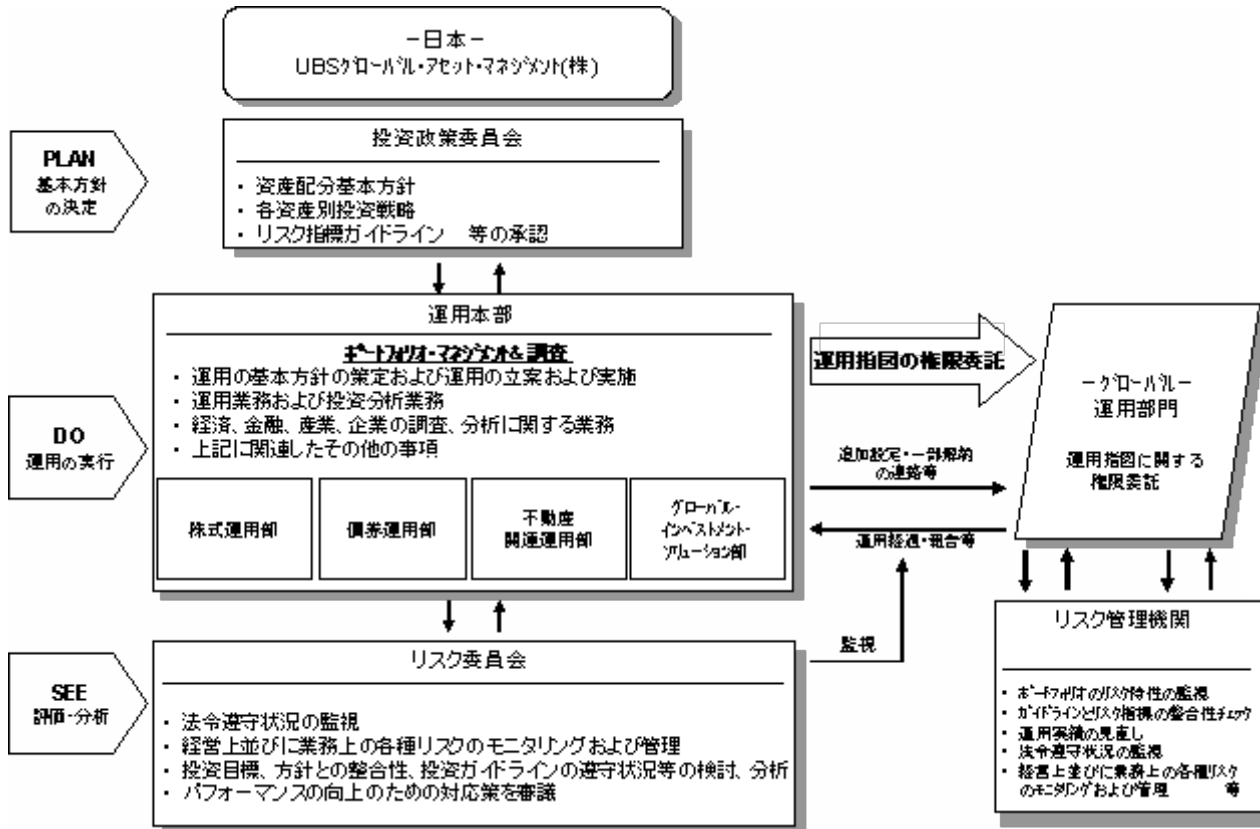 －日本－
UBSｸﾞﾛｰﾊﾞﾙ・ｱｾｯﾄ・ﾏﾈｼﾞﾒﾝﾄ(株)
PLAN
基本方針
の決定
投資政策委員会
・ 資産配分基本方針
・ 各資産別投資戦略
・ リスク指標ガイドライン　等の承認
DO
運用の実行
運用本部
ﾎﾟｰﾄﾌｫﾘｵ・ﾏﾈｼﾞﾒﾝﾄ& 調査
・ 運用の基本方針の策定および運用の立案および実施
・ 運用業務および投資分析業務
・ 経済、金融、産業、企業の調査、分析に関する業務
・ 上記に関連したその他の事項
株式運用部
債券運用部
不動産
関連運用部
ｸﾞﾛｰﾊﾞﾙ・
ｲﾝﾍﾞｽﾄﾒﾝﾄ・
ｿﾘｭｰｼｮﾝ部
運用指図の権限委託
追加設定・一部解約
の連絡等
運用経過・報告等
監視
－ｸﾞﾛｰﾊﾞﾙ－
運用部門
運用指図に関する
権限委託
SEE
評価・分析
リスク委員会
・ 法令遵守状況の監視
・ 経営上並びに業務上の各種リスクのモニタリングおよび管理
・ 投資目標、方針との整合性、投資ガイドラインの遵守状況等の検討、分析
・ パフォーマンスの向上のための対応策を審議
リスク管理機関
・ ﾎﾟｰﾄﾌｫﾘｵのﾘｽｸ特性の監視
・ ｶﾞｲﾄﾞﾗｲﾝとﾘｽｸ指標の整合性ﾁｪｯｸ
・ 運用実績の見直し
・ 法令遵守状況の監視
・ 経営上並びに業務上の各種ﾘｽｸ
のﾓﾆﾀﾘﾝｸﾞおよび管理　等